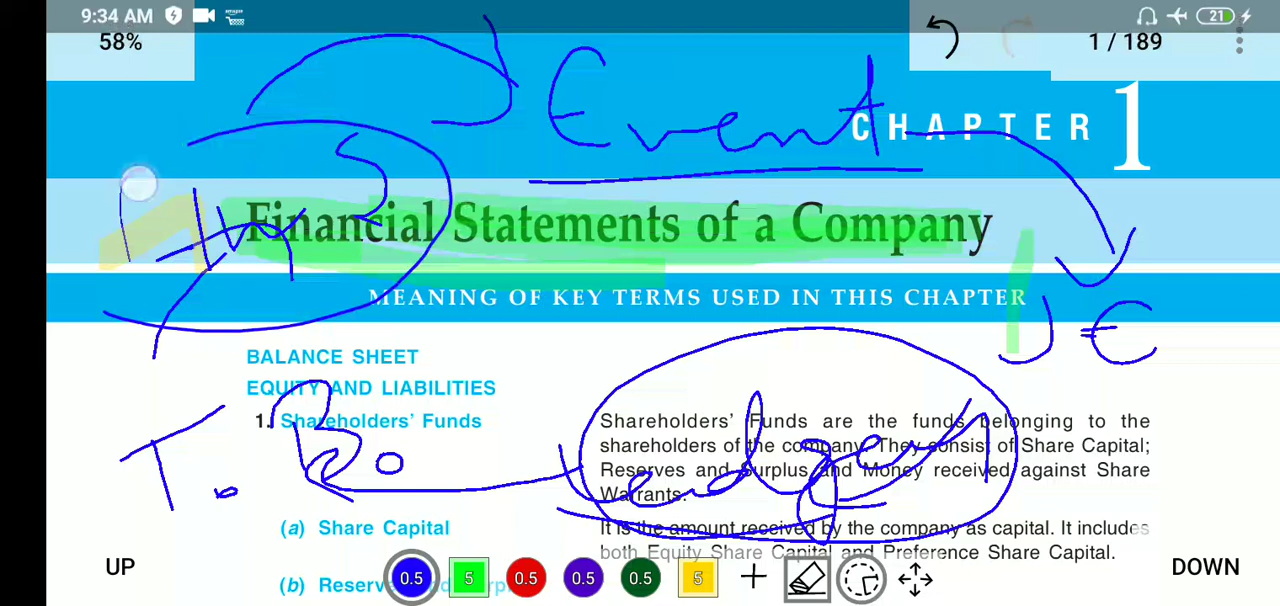 9:34 AM
21
58%
1 / 189
Event
CHAPTER 1
Financial Statements of a Company
MEANING OF KEY TERMS USED IN THIS CHAPTER
J = E
BALANCE SHEET
EQUITY AND LIABILITIES
1. Shareholders' Funds
Shareholders' Funds are the funds belonging to the
shareholders of the company. They consist of Share Capital;
Reserves and Surplus and Money received against Share
Warrants.
T. B.
Ledger
(a) Share Capital
It is the amount received by the company as capital. It includes
both Equity Share Capital and Preference Share Capital.
(b)
UP
0.5 5 0.5 0.5 0.5 5
DOWN